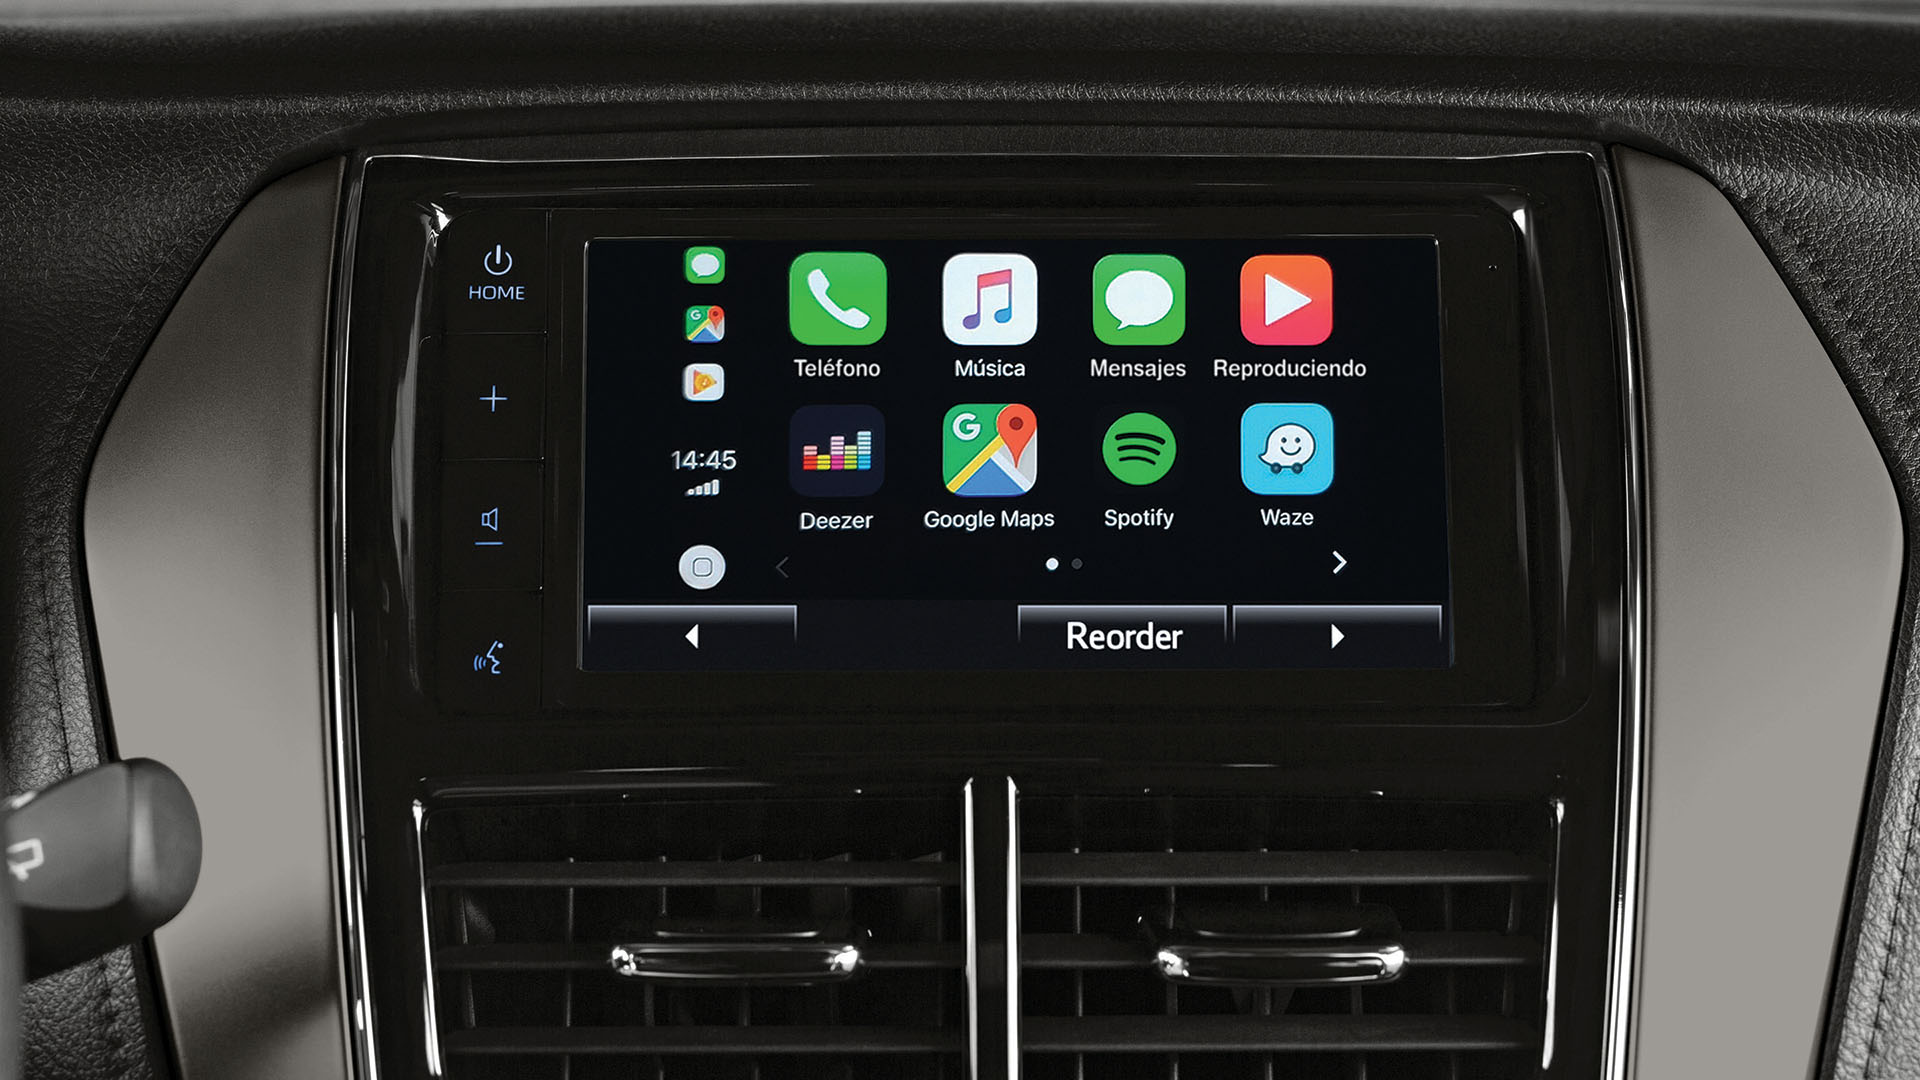 HOME
Teléfono
Música
Mensajes
Reproduciendo
14:45
Deezer
G
Google Maps
Spotify
Waze
Reorder